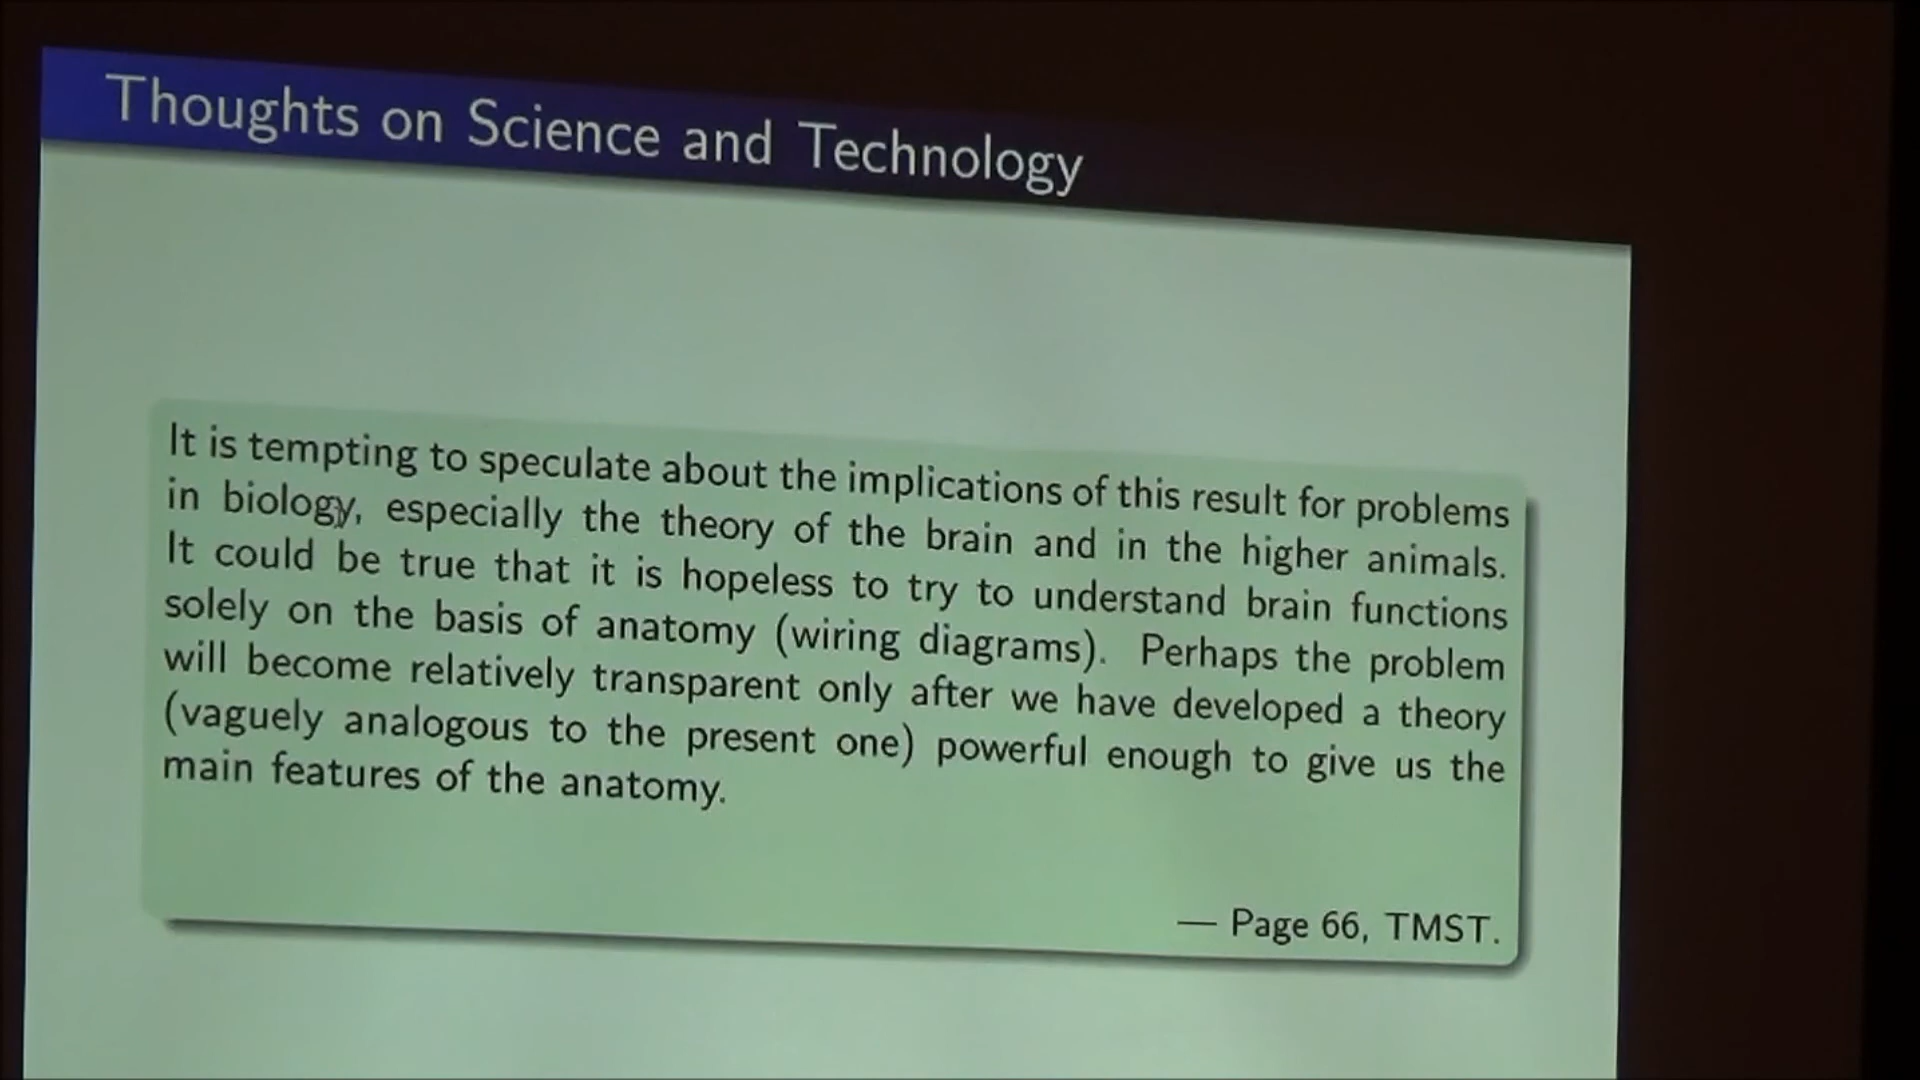 Thoughts on Science and Technology
It is tempting to speculate about the implications of this result for problems
in biology, especially the theory of the brain and in the higher animals.
It could be true that it is hopeless to try to understand brain functions
solely on the basis of anatomy (wiring diagrams). Perhaps the problem
will become relatively transparent only after we have developed a theory
(vaguely analogous to the present one) powerful enough to give us the
main features of the anatomy.
— Page 66, TMST.